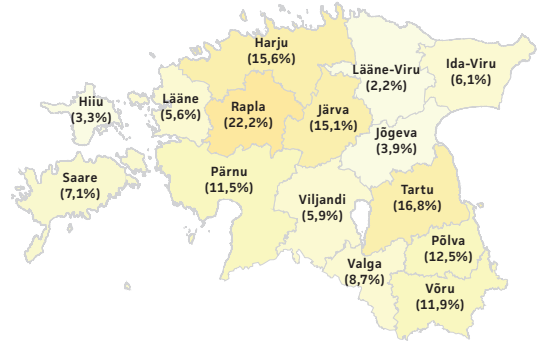 Harju
(15,6%)
Lääne-Viru
(2,2%)
Ida-Viru
(6,1%)
Hiiu
(3,3%)
Lääne
(5,6%)
Rapla
(22,2%)
Järva
(15,1%)
Jõgeva
(3,9%)
Saare
(7,1%)
Pärnu
(11,5%)
Viljandi
(5,9%)
Tartu
(16,8%)
Põlva
(12,5%)
Valga
(8,7%)
Võru
(11,9%)